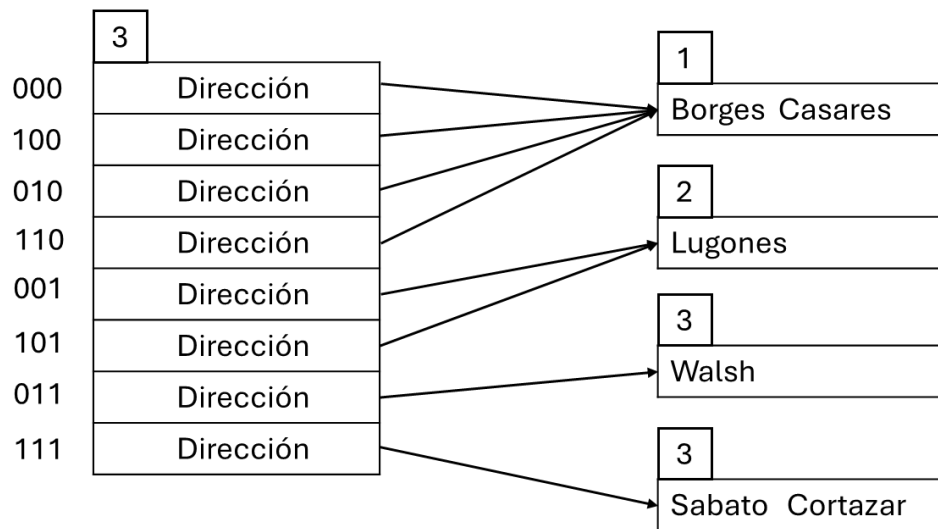 3
000 Dirección
100 Dirección
010 Dirección
110 Dirección
001 Dirección
101 Dirección
011 Dirección
111 Dirección
1
Borges Casares
2
Lugones
3
Walsh
3
Sabato Cortazar